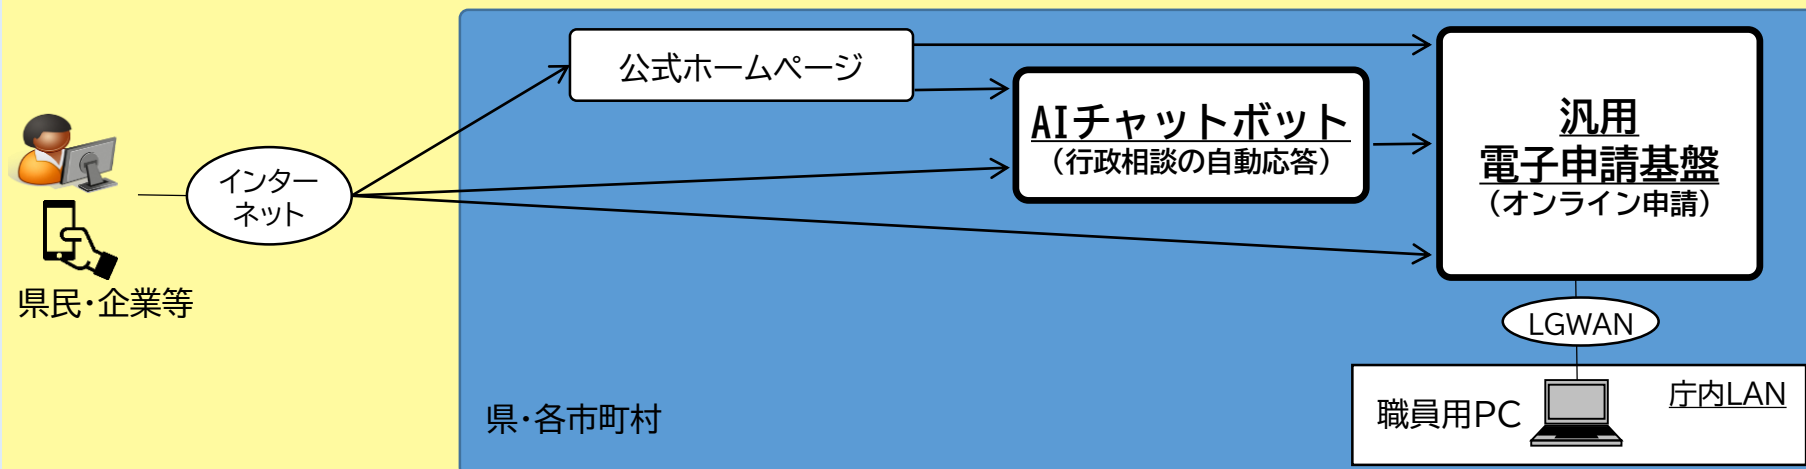 公式ホームページ
AIチャットボット
（行政相談の自動応答）
汎用
電子申請基盤
（オンライン申請）
インター
ネット
県民・企業等
LGWAN
県・各市町村
職員用PC
庁内LAN